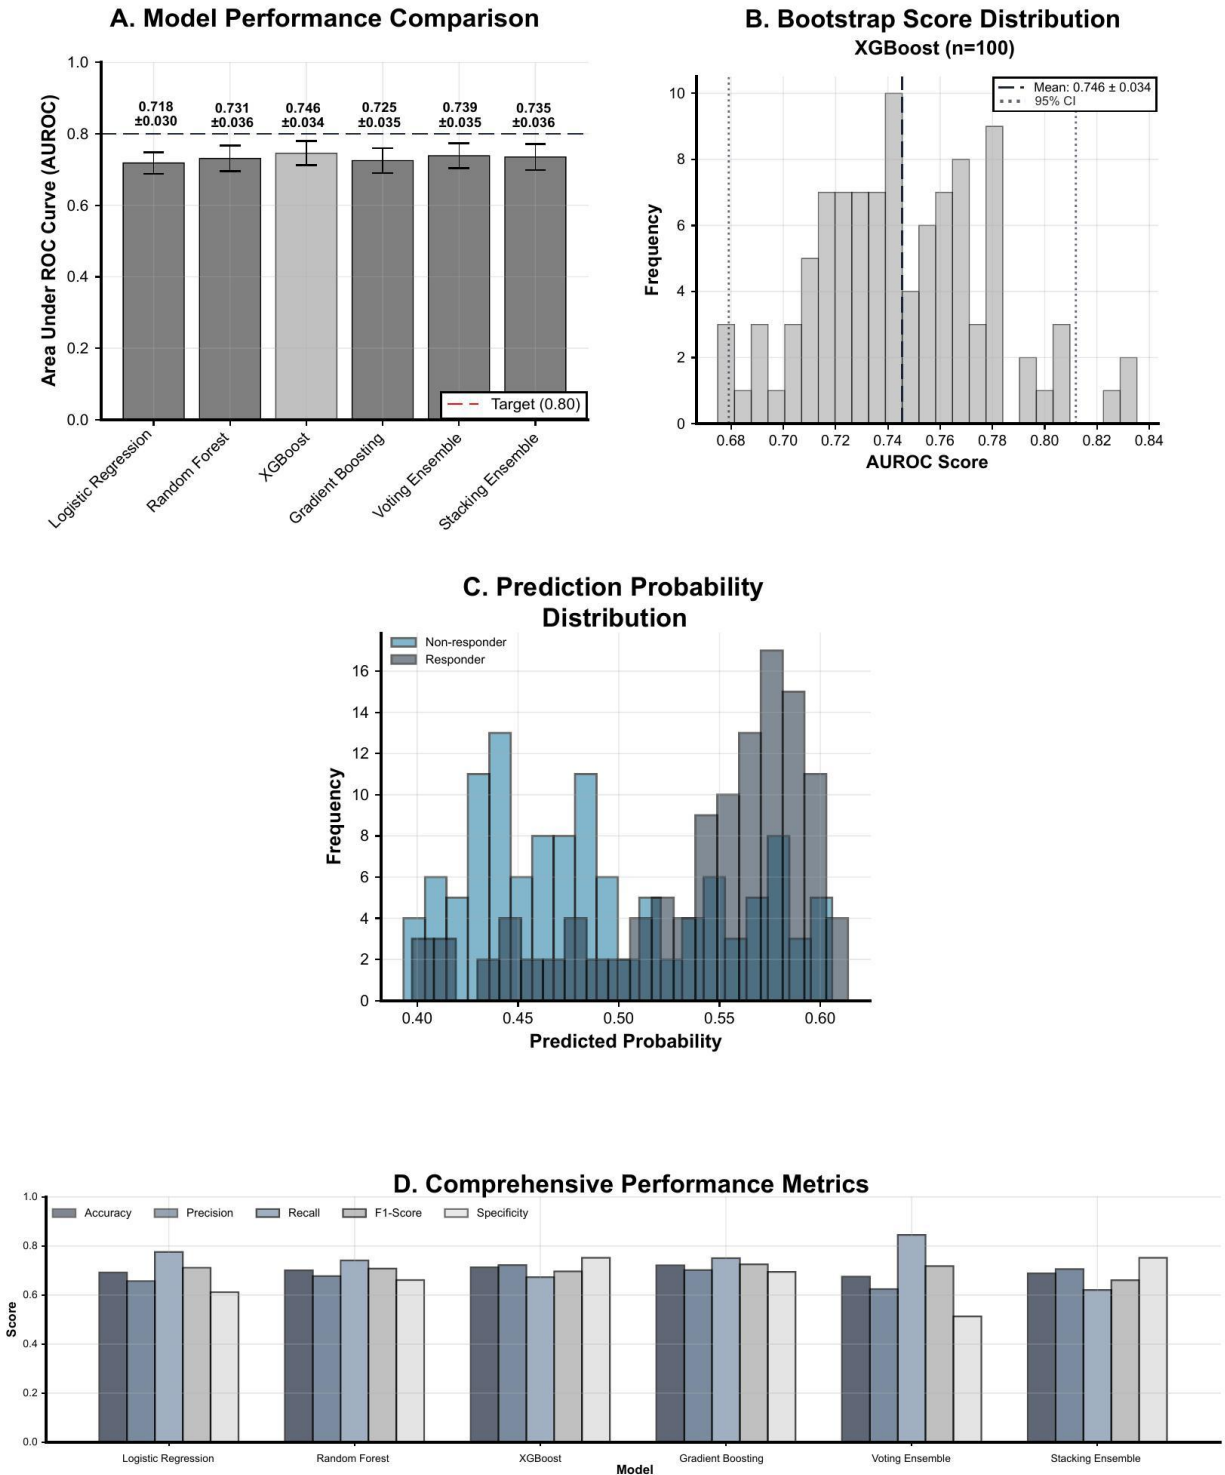 A. Model Performance Comparison
Area Under ROC Curve (AUROC)
1.0
0.8
0.6
0.4
0.2
0.0
0.718
±0.030
0.731
±0.036
0.746
±0.034
0.725
±0.035
0.739
±0.035
0.735
±0.036
Target (0.80)
Logistic Regression
Random Forest
XGBoost
Gradient Boosting
Voting Ensemble
Stacking Ensemble
B. Bootstrap Score Distribution
XGBoost (n=100)
Frequency
10
8
6
4
2
0
Mean: 0.746 ± 0.034
95% CI
0.68 0.70 0.72 0.74 0.76 0.78 0.80 0.82 0.84
AUROC Score
C. Prediction Probability
Distribution
Non-responder
Responder
Frequency
16
14
12
10
8
6
4
2
0
0.40 0.45 0.50 0.55 0.60
Predicted Probability
D. Comprehensive Performance Metrics
Accuracy Precision Recall F1-Score Specificity
Score
1.0
0.8
0.6
0.4
0.2
0.0
Logistic Regression Random Forest XGBoost Gradient Boosting Voting Ensemble Stacking Ensemble
Model